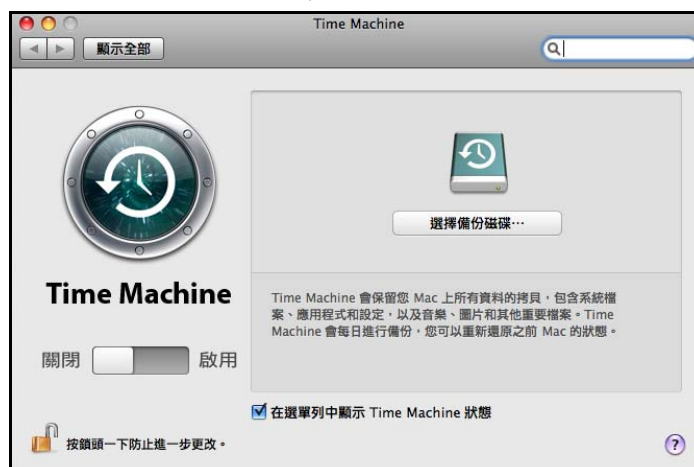 Time Machine
顯示全部
選擇備份磁碟⋯
Time Machine
Time Machine 會保留您 Mac 上所有資料的拷貝，包含系統檔
案、應用程式和設定，以及音樂、圖片和其他重要檔案。Time
Machine 會每日進行備份，您可以重新還原之前 Mac 的狀態。
關閉 啟用
在選單列中顯示 Time Machine 狀態
按鎖頭一下防止進一步更改。
?